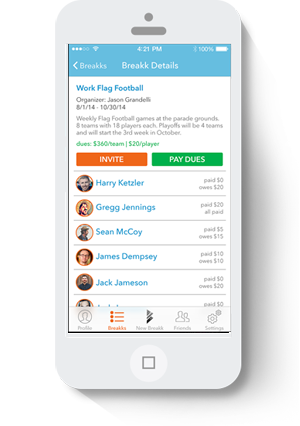 4:21 PM 100%
Breakks Breakk Details
Work Flag Football
Organizer: Jason Grandelli
8/1/14 - 10/30/14
Weekly Flag Football games at the parade grounds.
8 teams with 18 players each. Playoffs will be 4 teams
and will start the 3rd week in October.
dues: $360/team | $20/player
INVITE PAY DUES
Harry Ketzler paid $0
owes $20
Gregg Jennings paid $20
all paid
Sean McCoy paid $5
owes $15
James Dempsey paid $10
owes $10
Jack Jameson paid $0
owes $20
paid $0
Profile Breakks New Breakk Friends Settings